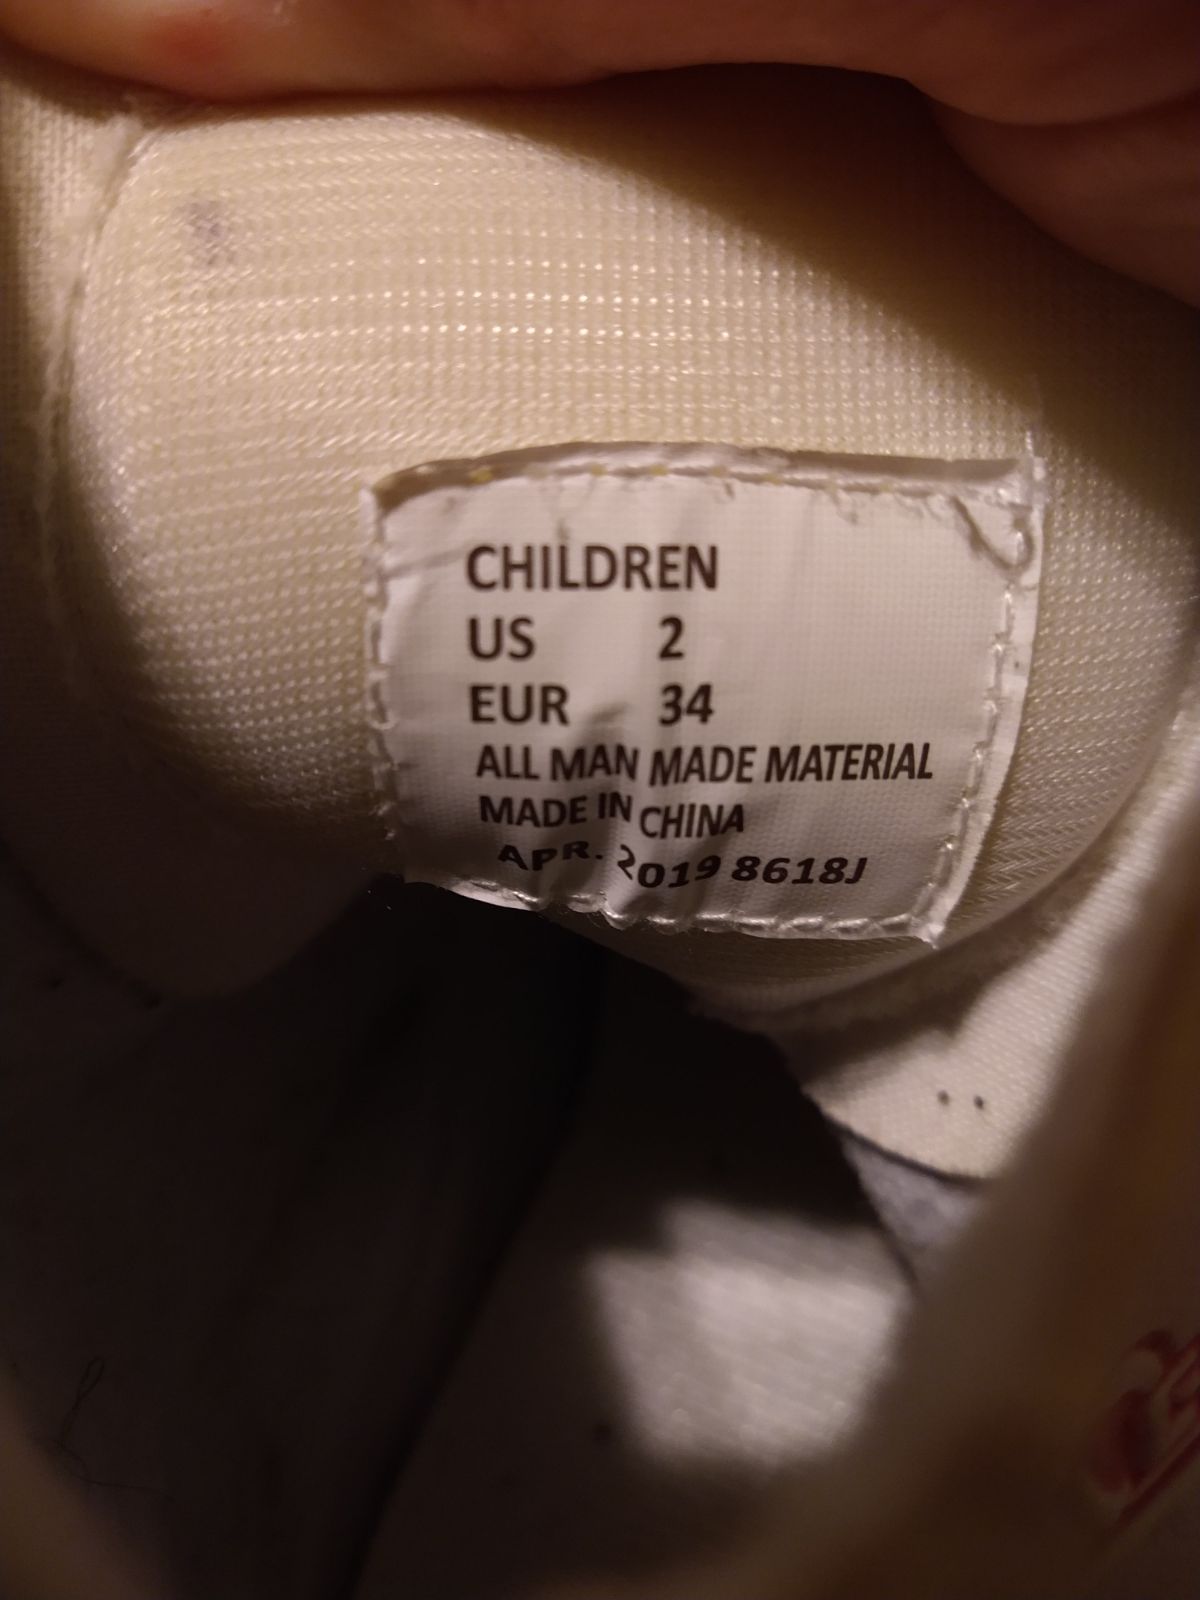 CHILDREN
US 2
EUR 34
ALL MAN MADE MATERIAL
MADE IN CHINA
APR. 2019 8618J